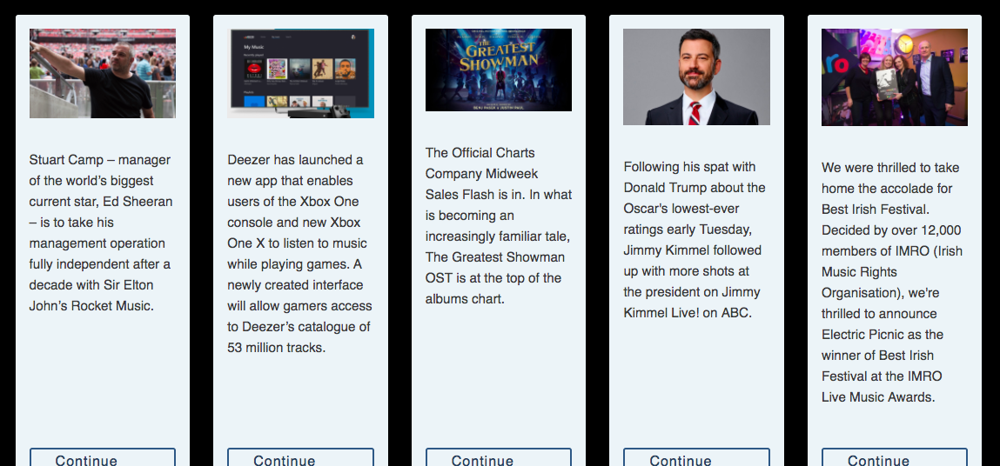 Stuart Camp – manager
of the world's biggest
current star, Ed Sheeran
– is to take his
management operation
fully independent after a
decade with Sir Elton
John's Rocket Music.
Continue
My Music
Deezer has launched a
new app that enables
users of the Xbox One
console and new Xbox
One X to listen to music
while playing games. A
newly created interface
will allow gamers access
to Deezer's catalogue of
53 million tracks.
Continue
THE
GREATEST
SHOWMAN
The Official Charts
Company Midweek
Sales Flash is in. In what
is becoming an
increasingly familiar tale,
The Greatest Showman
OST is at the top of the
albums chart.
Continue
Following his spat with
Donald Trump about the
Oscar's lowest-ever
ratings early Tuesday,
Jimmy Kimmel followed
up with more shots at
the president on Jimmy
Kimmel Live! on ABC.
Continue
We were thrilled to take
home the accolade for
Best Irish Festival.
Decided by over 12,000
members of IMRO (Irish
Music Rights
Organisation), we're
thrilled to announce
Electric Picnic as the
winner of Best Irish
Festival at the IMRO
Live Music Awards.
Continue